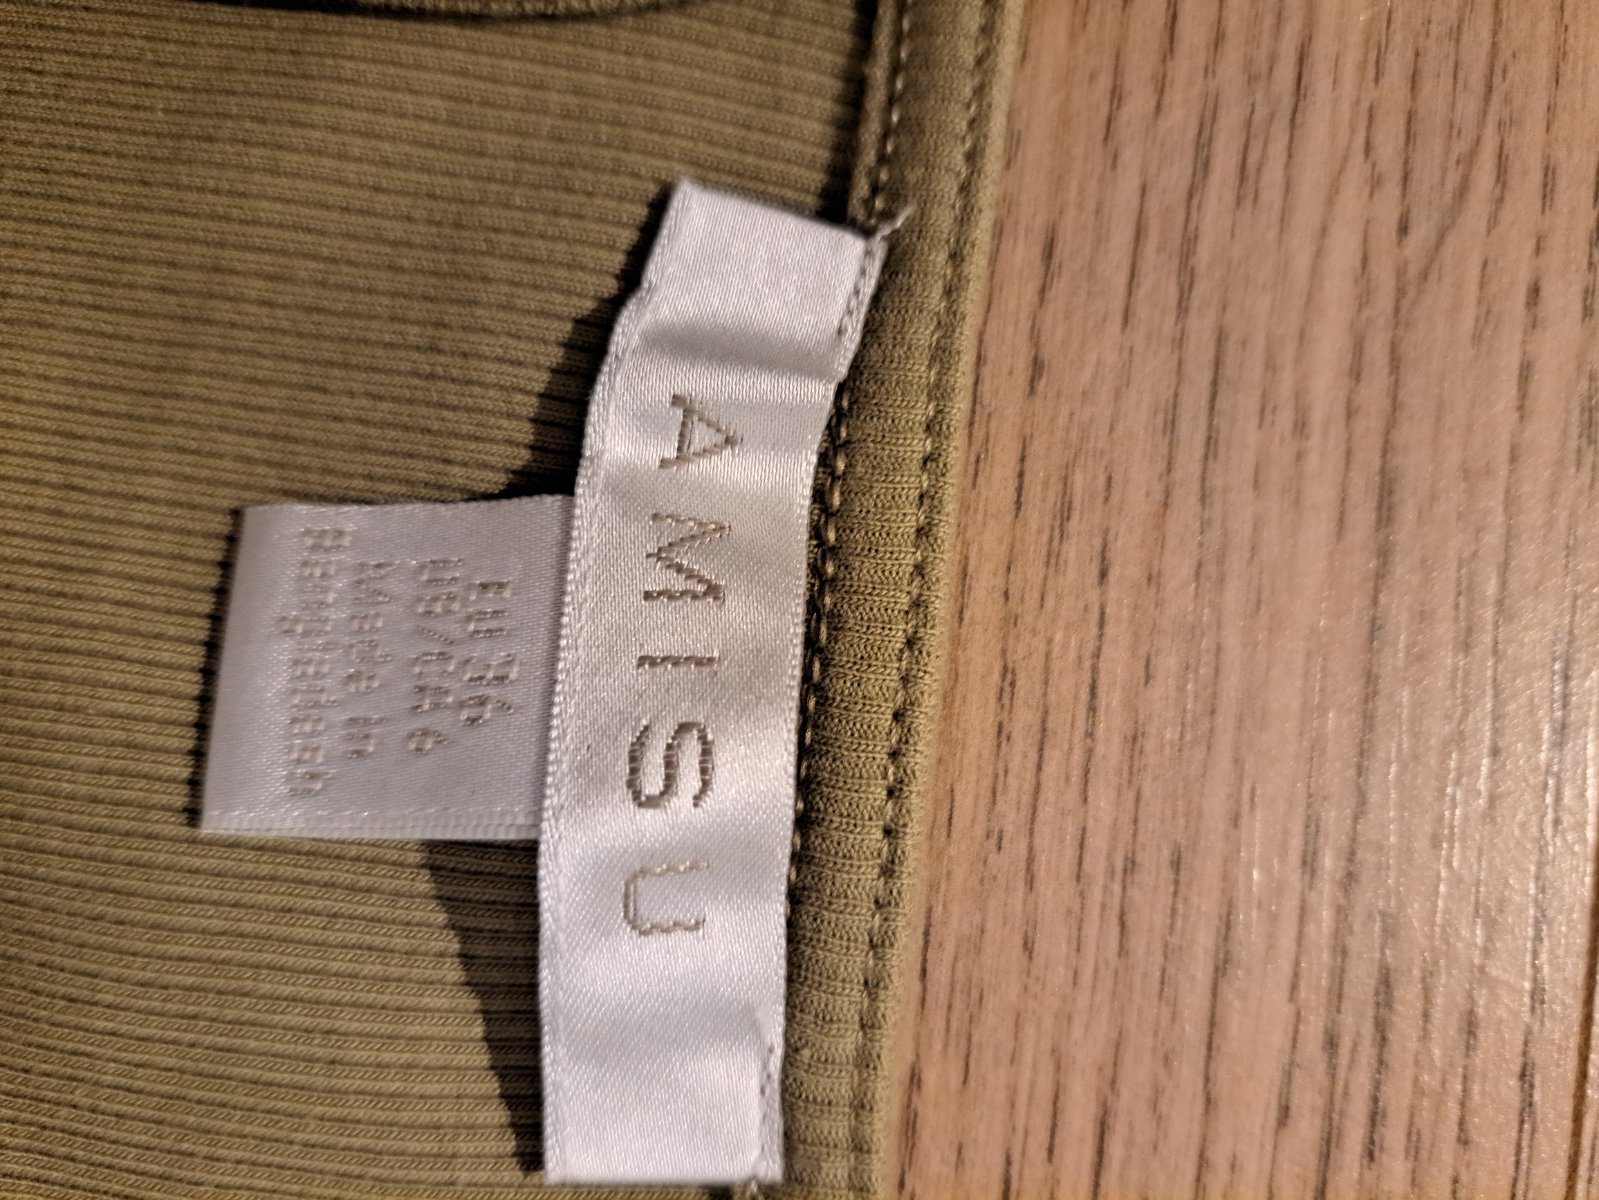 AMISU
EU 36
US/CA 6
Made in
Bangladesh